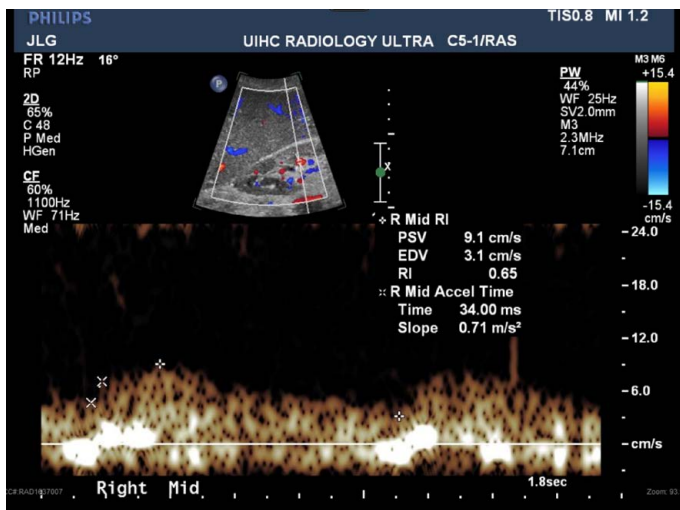 PHILIPS
TIS0.8 MI 1.2
JLG
UIHC RADIOLOGY ULTRA C5-1/RAS
FR 12Hz 16°
RP
2D
65%
C 48
P Med
HGen
CF
60%
1100Hz
WF 71Hz
Med
P
PW
44%
WF 25Hz
SV2.0mm
M3
2.3MHz
7.1cm
M3 M6
+15.4
-15.4
cm/s
x
R Mid RI
PSV 9.1 cm/s
EDV 3.1 cm/s
RI 0.65
R Mid Accel Time
Time 34.00 ms
Slope 0.71 m/s²
-24.0
-18.0
-12.0
-6.0
-cm/s
1.8sec
Right Mid